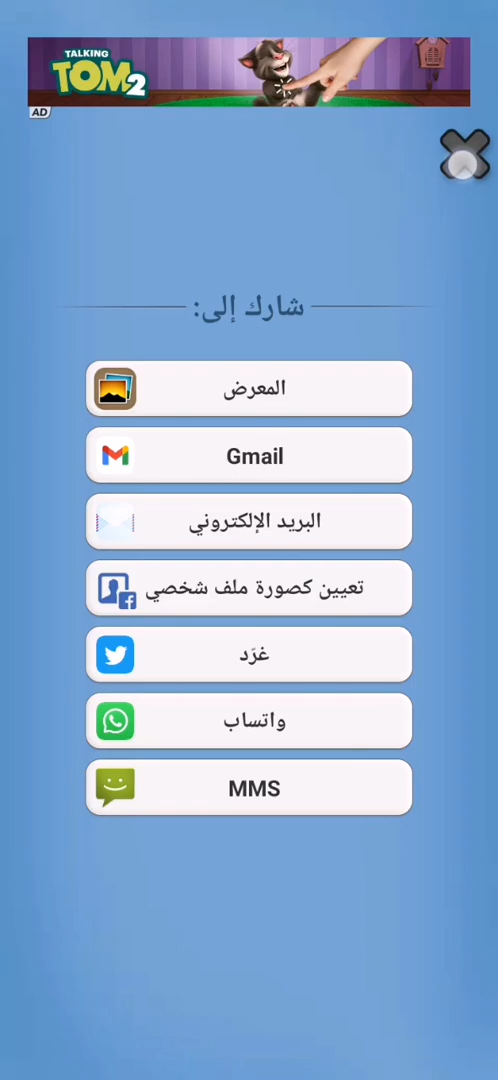 TALKING
TOM2
AD
شارك إلى:
المعرض
Gmail
البريد الإلكتروني
تعيين كصورة ملف شخصي
غرّد
واتساب
MMS